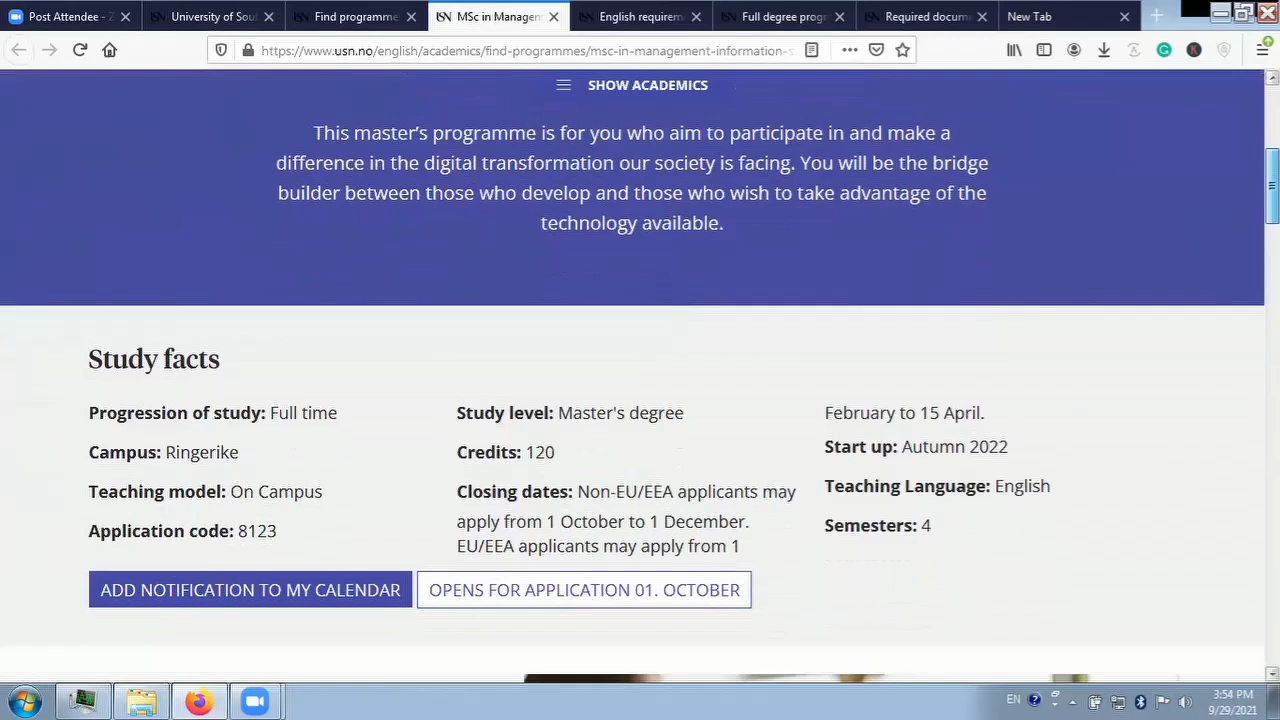 Post Attendee - Z
University of Sou
Find programme
MSc in Managem
English requirem
Full degree prog
Required docum
New Tab
https://www.usn.no/english/academics/find-programmes/msc-in-management-information-s
SHOW ACADEMICS
This master's programme is for you who aim to participate in and make a
difference in the digital transformation our society is facing. You will be the bridge
builder between those who develop and those who wish to take advantage of the
technology available.
Study facts
Progression of study: Full time
Campus: Ringerike
Teaching model: On Campus
Application code: 8123
Study level: Master's degree
Credits: 120
Closing dates: Non-EU/EEA applicants may
apply from 1 October to 1 December.
EU/EEA applicants may apply from 1
February to 15 April.
Start up: Autumn 2022
Teaching Language: English
Semesters: 4
ADD NOTIFICATION TO MY CALENDAR
OPENS FOR APPLICATION 01. OCTOBER
EN
3:54 PM
9/29/2021